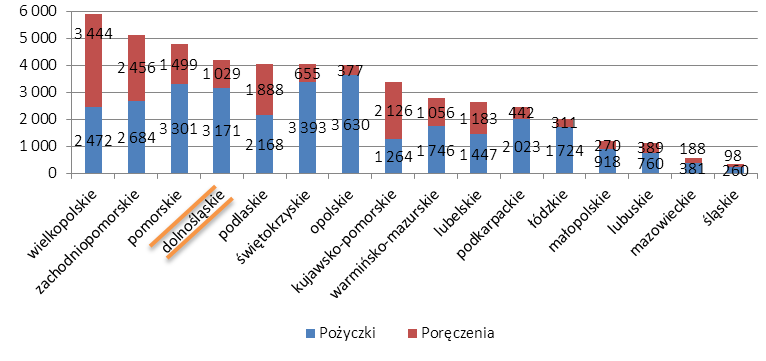 6 000
5 000
4 000
3 000
2 000
1 000
0
3 444
2 472
2 456
2 684
1 499
3 301
1 029
3 171
1 888
2 168
655
3 393
377
3 630
2 126
1 264
1 056
1 746
1 183
1 447
442
2 023
311
1 724
270
918
389
760
188
381
98
260
wielkopolskie
zachodniopomorskie
pomorskie
dolnośląskie
podlaskie
świętokrzyskie
opolskie
kujawsko-pomorskie
warmińsko-mazurskie
lubelskie
podkarpackie
łódzkie
małopolskie
lubuskie
mazowieckie
śląskie
Pożyczki
Poręczenia